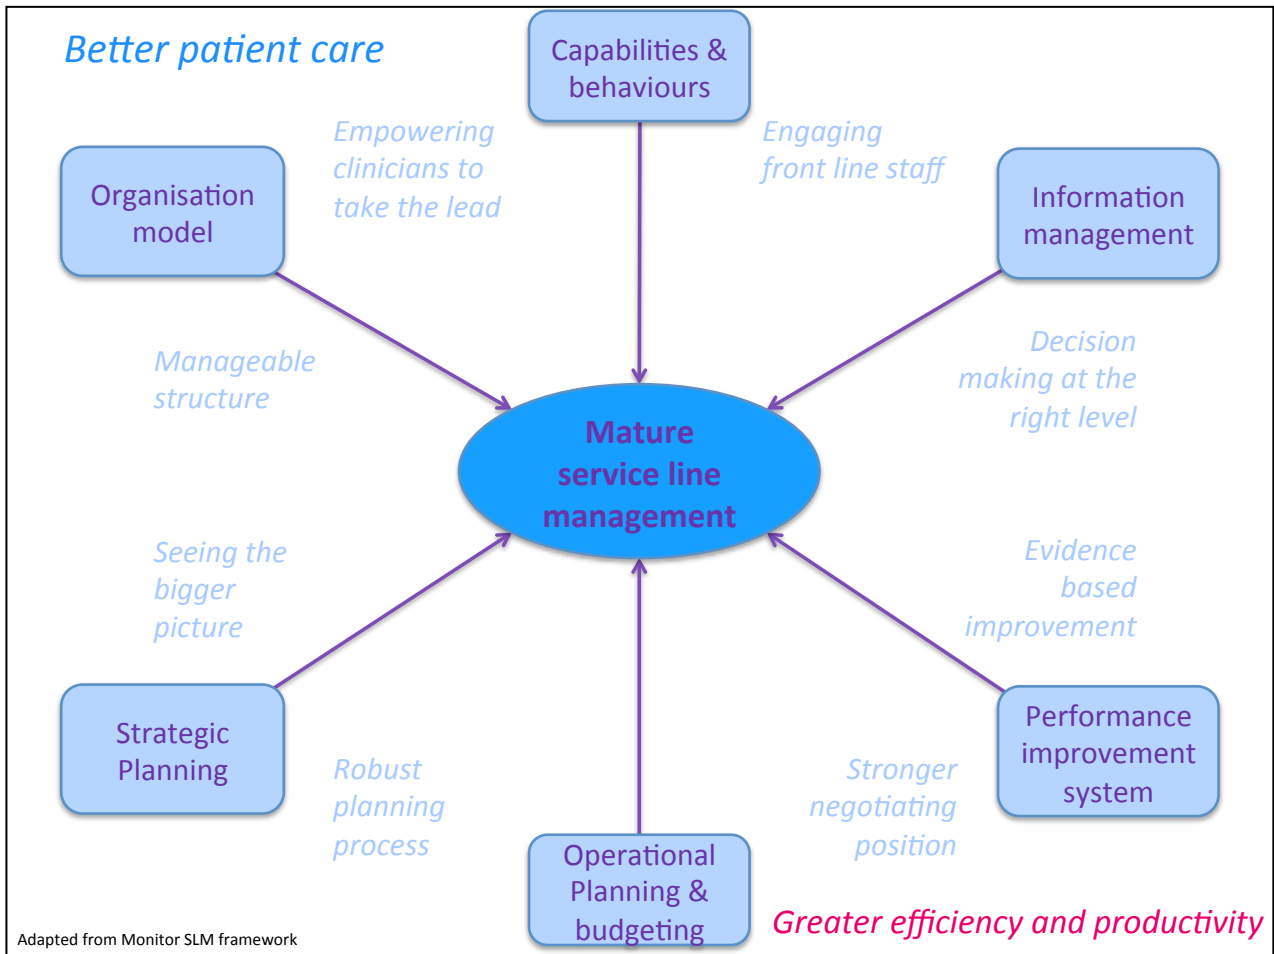 Better patient care
Capabilities &
behaviours
Empowering
clinicians to
take the lead
Engaging
front line staff
Organisation
model
Information
management
Manageable
structure
Decision
making at the
right level
Mature
service line
management
Seeing the
bigger
picture
Evidence
based
improvement
Strategic
Planning
Performance
improvement
system
Robust
planning
process
Stronger
negotiating
position
Operational
Planning &
budgeting
Greater efficiency and productivity
Adapted from Monitor SLM framework